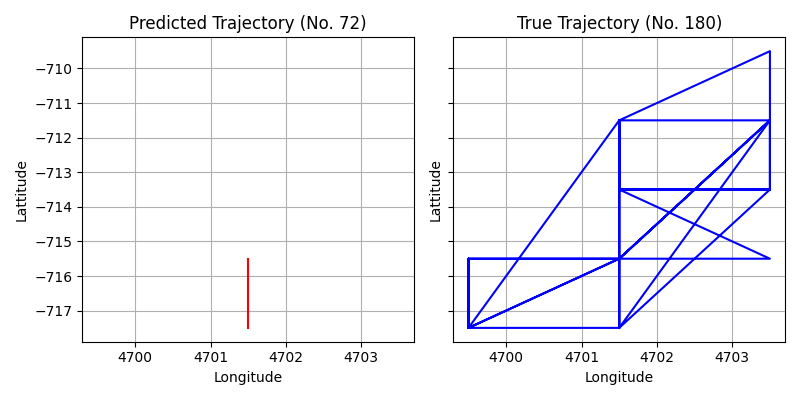 Predicted Trajectory (No. 72)
True Trajectory (No. 180)
Lattitude
−710
−711
−712
−713
−714
−715
−716
−717
4700
4701
4702
4703
Longitude
Lattitude
4700
4701
4702
4703
Longitude